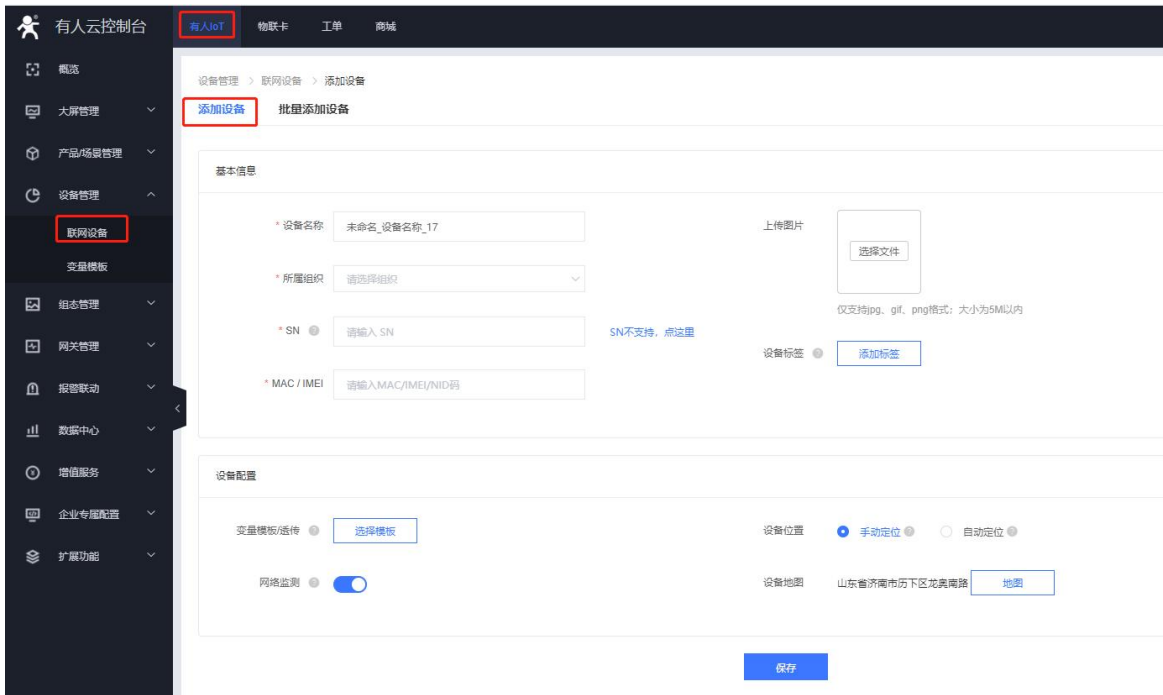 有人云控制台
有人IoT 物联卡 工单 商城
概览
大屏管理
产品/场景管理
设备管理
联网设备
变量模板
组态管理
网关管理
报警联动
数据中心
增值服务
企业专属配置
扩展功能
设备管理 > 联网设备 > 添加设备
添加设备 批量添加设备
基本信息
* 设备名称 未命名_设备名称_17
* 所属组织 请选择组织
* SN 请输入 SN SN不支持，点这里
* MAC / IMEI 请输入MAC/IMEI/NID码
上传图片 选择文件
仅支持jpg、gif、png格式；大小为5M以内
设备标签 添加标签
设备配置
变量模板/透传 选择模板
网络监测
设备位置 手动定位 自动定位
设备地图 山东省济南市历下区龙奥南路 地图
保存